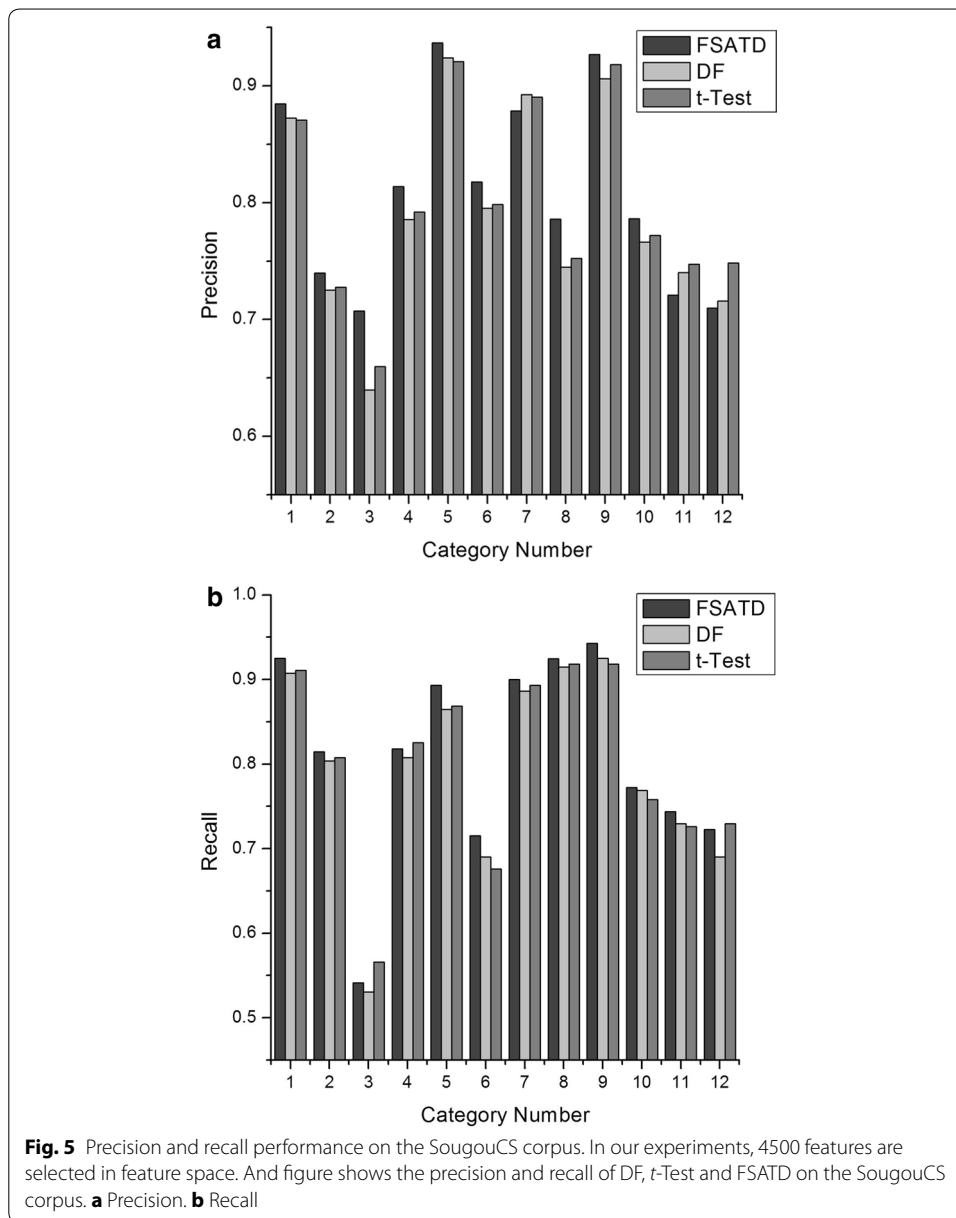 a
FSATD
DF
t-Test
0.9
0.8
0.7
0.6
Precision
1 2 3 4 5 6 7 8 9 10 11 12
Category Number
b
FSATD
DF
t-Test
1.0
0.9
0.8
0.7
0.6
0.5
Recall
1 2 3 4 5 6 7 8 9 10 11 12
Category Number
Fig. 5 Precision and recall performance on the SougouCS corpus. In our experiments, 4500 features are
selected in feature space. And figure shows the precision and recall of DF, t-Test and FSATD on the SougouCS
corpus. a Precision. b Recall